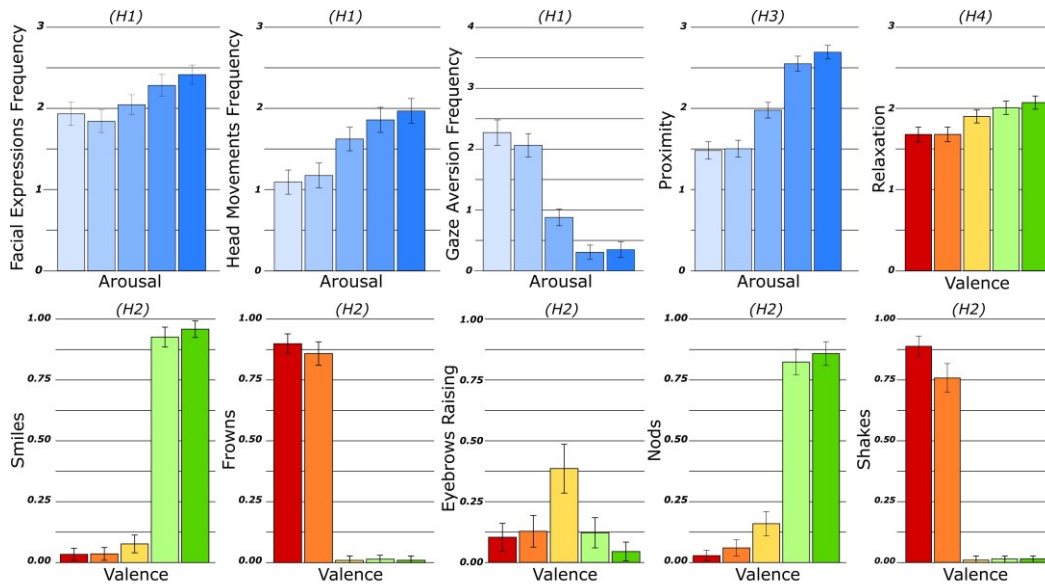 (H1) (H1) (H1) (H3) (H4)
Facial Expressions Frequency
3
2
1
0
Arousal
Head Movements Frequency
3
2
1
0
Arousal
Gaze Aversion Frequency
4
3
2
1
0
Arousal
Proximity
3
2
1
0
Arousal
Relaxation
3
2
1
0
Valence
(H2) (H2) (H2) (H2) (H2)
Smiles
1.00
0.75
0.50
0.25
0.00
Valence
Frowns
1.00
0.75
0.50
0.25
0.00
Valence
Eyebrows Raising
1.00
0.75
0.50
0.25
0.00
Valence
Nods
1.00
0.75
0.50
0.25
0.00
Valence
Shakes
1.00
0.75
0.50
0.25
0.00
Valence